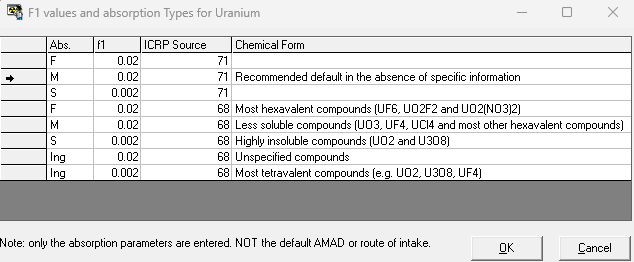 F1 values and absorption Types for Uranium
Abs. f1 ICRP Source Chemical Form
F 0.02 71
M 0.02 71 Recommended default in the absence of specific information
S 0.002 71
F 0.02 68 Most hexavalent compounds (UF6, UO2F2 and UO2(NO3)2)
M 0.02 68 Less soluble compounds (UO3, UF4, UCl4 and most other hexavalent compounds)
S 0.002 68 Highly insoluble compounds (UO2 and U3O8)
Ing 0.02 68 Unspecified compounds
Ing 0.002 68 Most tetravalent compounds (e.g. UO2, U3O8, UF4)
Note: only the absorption parameters are entered. NOT the default AMAD or route of intake.
OK Cancel